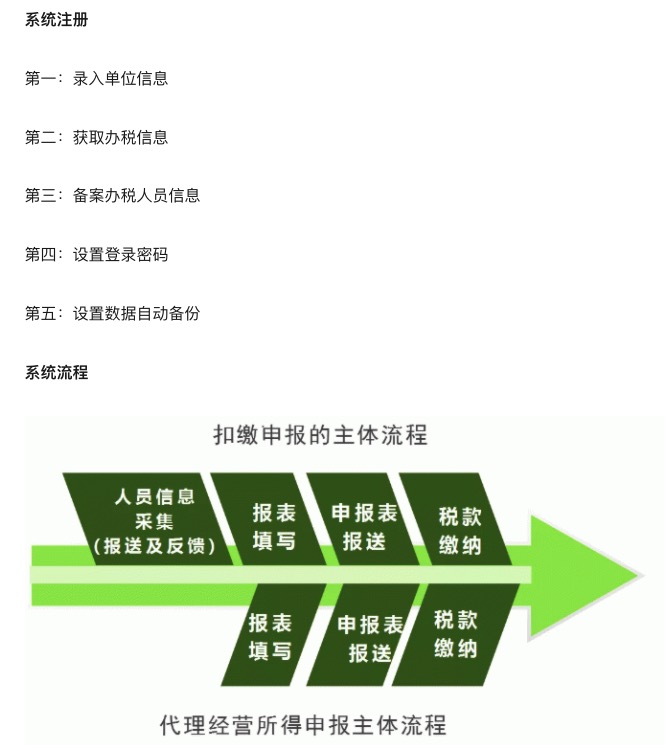 系统注册
第一：录入单位信息
第二：获取办税信息
第三：备案办税人员信息
第四：设置登录密码
第五：设置数据自动备份
系统流程
扣缴申报的主体流程
人员信息
采集
（报送及反馈）
报表
填写
申报表
报送
税款
缴纳
报表
填写
申报表
报送
税款
缴纳
代理经营所得申报主体流程